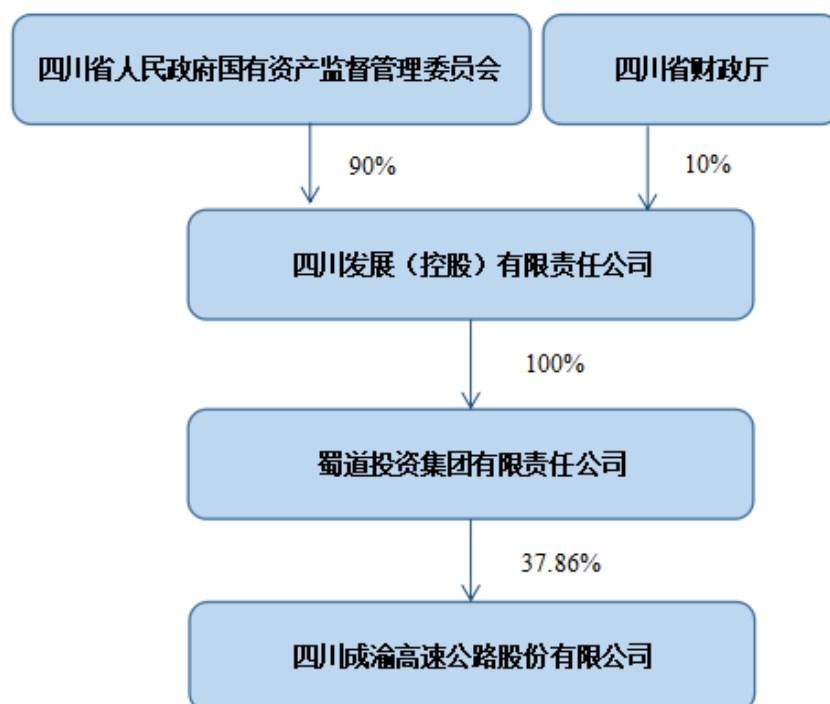 四川省人民政府国有资产监督管理委员会
四川省财政厅
90%
10%
四川发展（控股）有限责任公司
100%
蜀道投资集团有限责任公司
37.86%
四川成渝高速公路股份有限公司